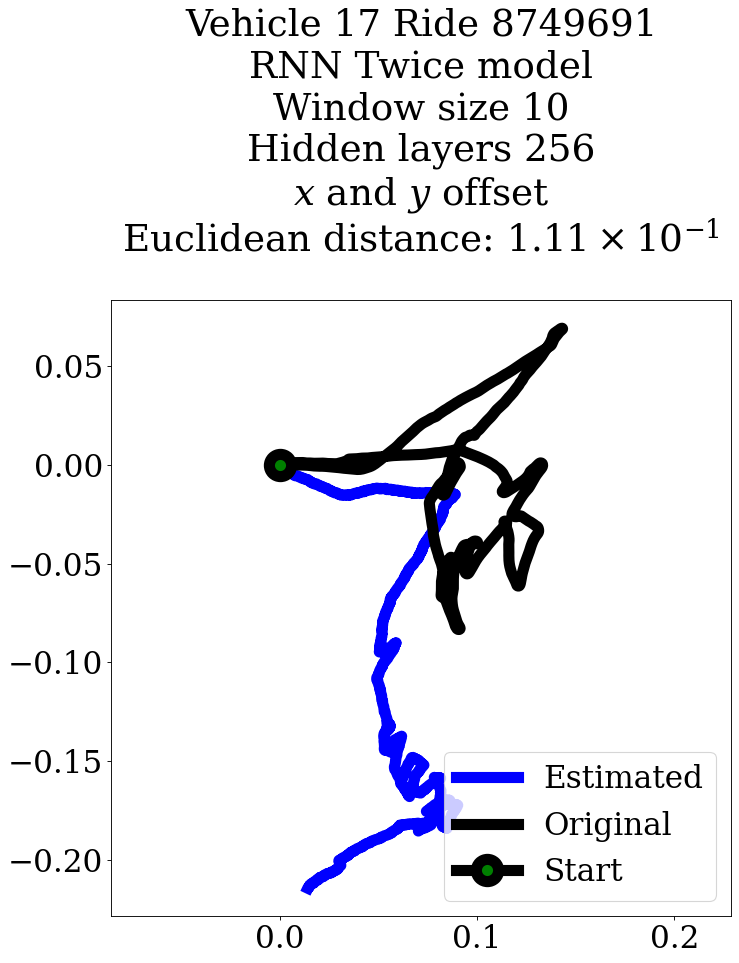 Vehicle 17 Ride 8749691
RNN Twice model
Window size 10
Hidden layers 256
x and y offset
Euclidean distance: 1.11 × 10⁻¹
0.05
0.00
−0.05
−0.10
−0.15
−0.20
Estimated
Original
Start
0.0 0.1 0.2